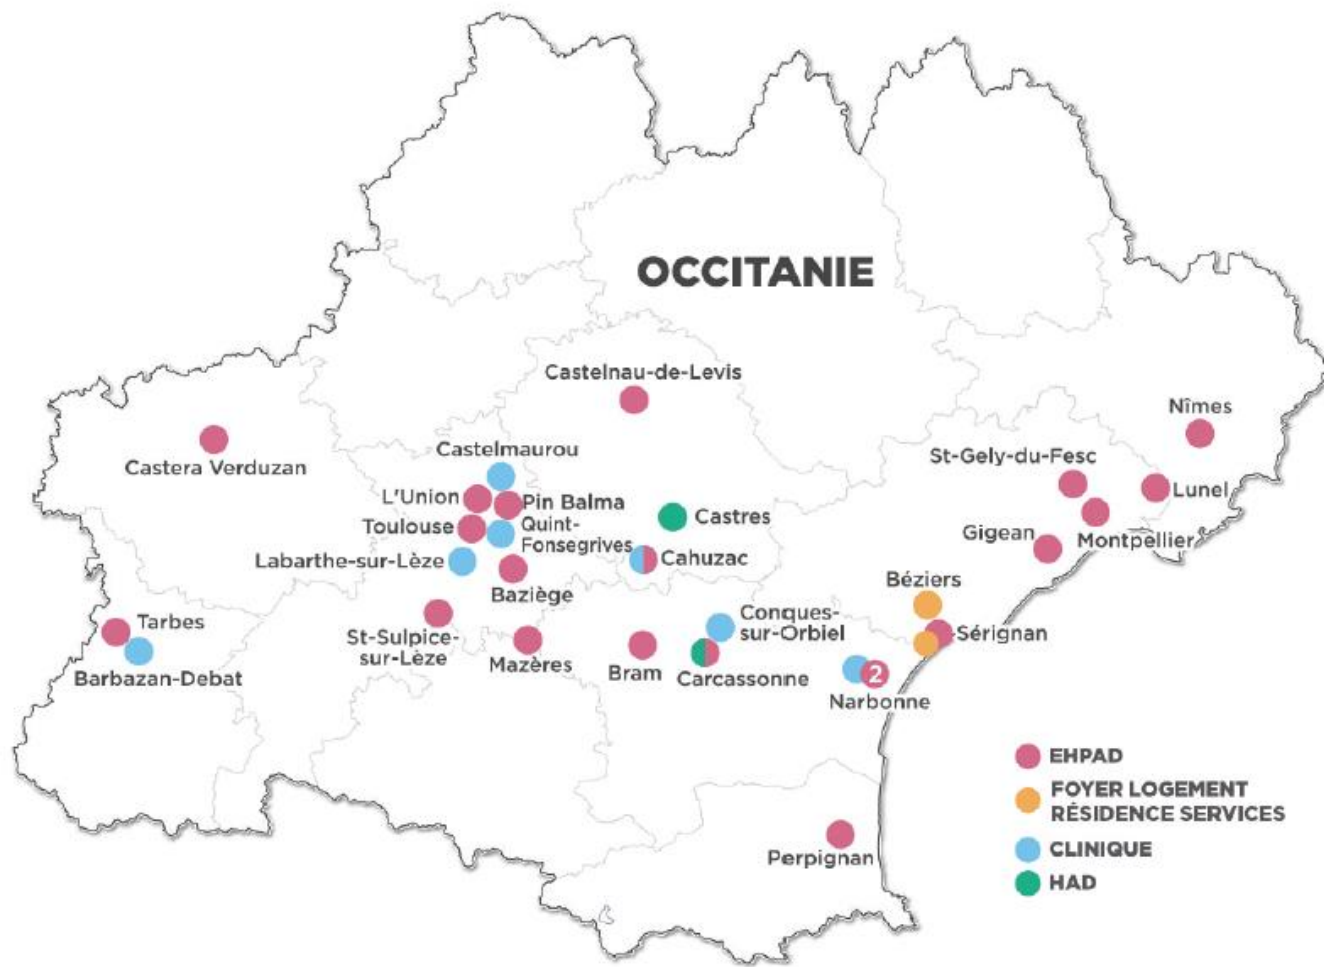 OCCITANIE
Castelnau-de-Levis
Nîmes
Castera Verduzan
Castelmaurou
St-Gely-du-Fesc
L'Union
Pin Balma
Lunel
Toulouse
Quint-
Fonsegrives
Castres
Gigean
Montpellier
Labarthe-sur-Lèze
Cahuzac
Baziège
Béziers
Tarbes
Conques-
sur-Orbiel
Sérignan
St-Sulpice-
sur-Lèze
Mazères
Bram
Carcassonne
Barbazan-Debat
2
Narbonne
Perpignan
EHPAD
FOYER LOGEMENT
RÉSIDENCE SERVICES
CLINIQUE
HAD